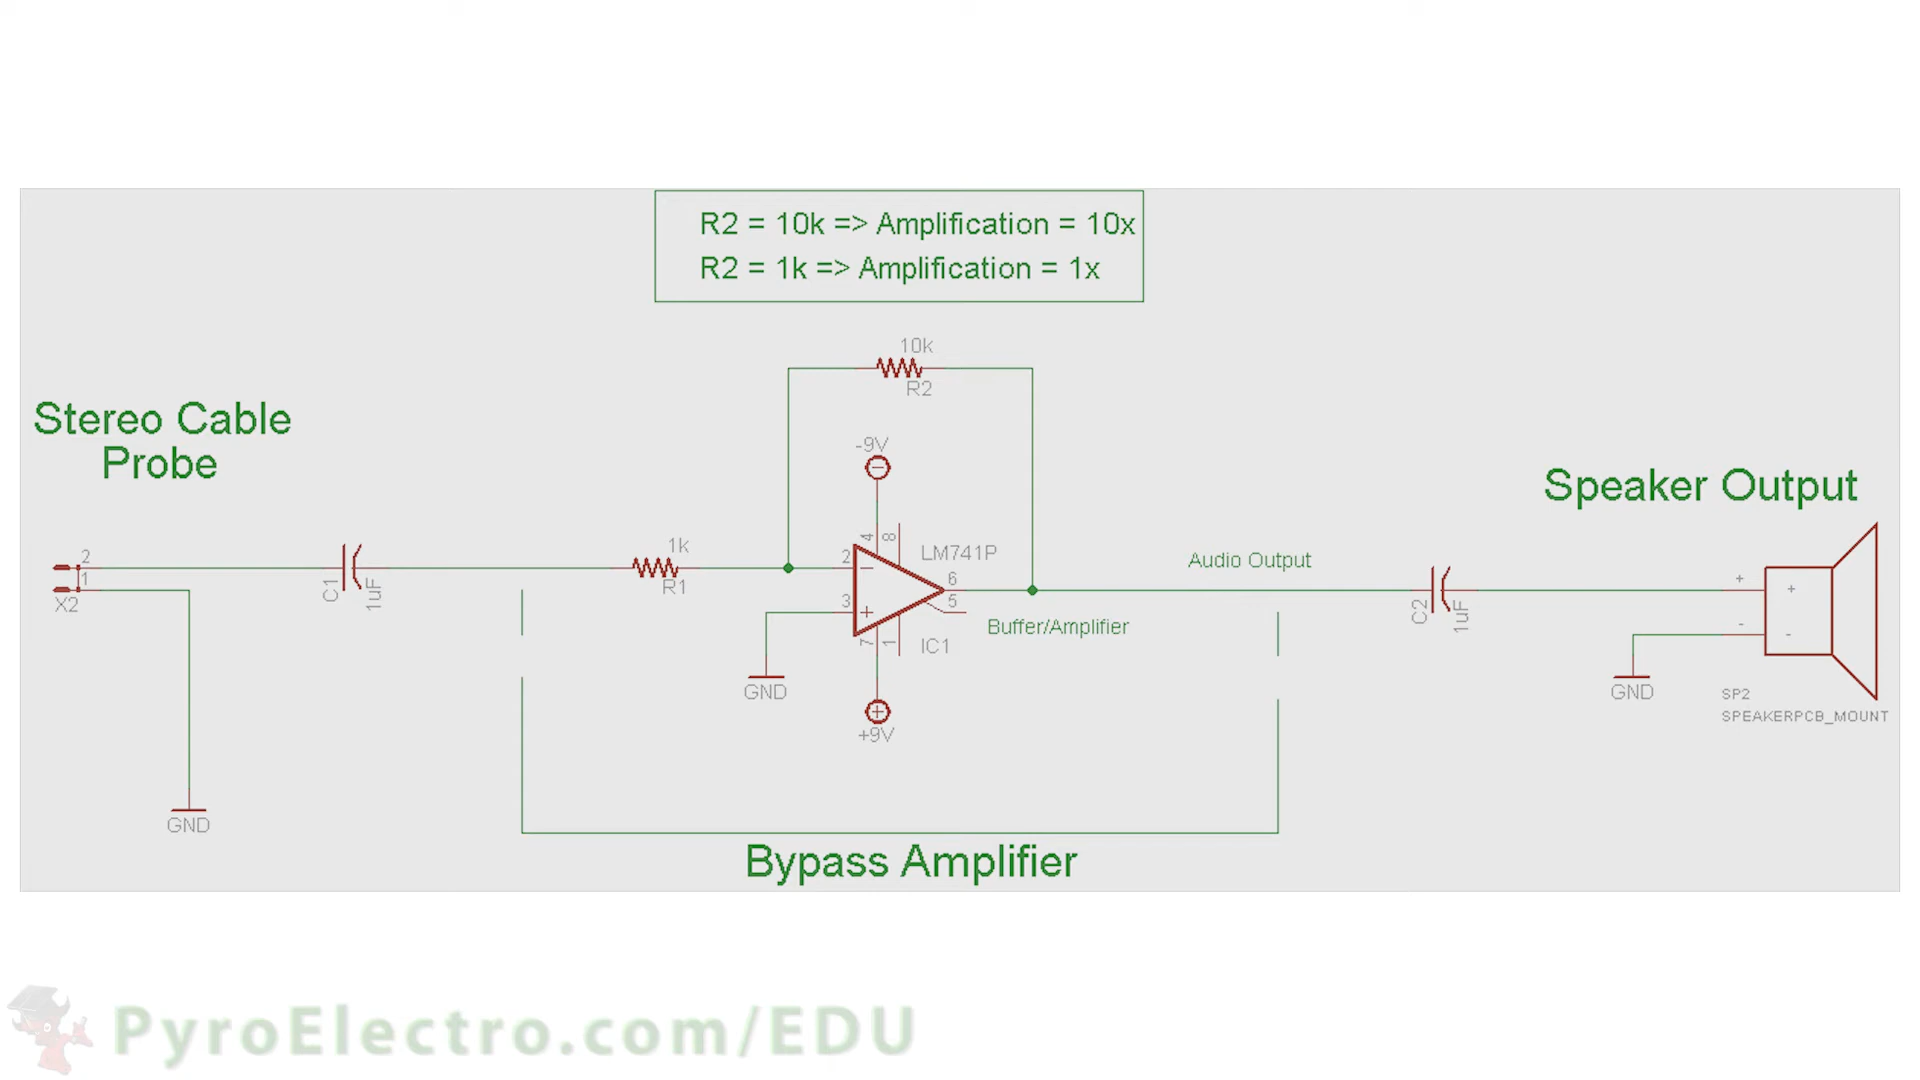 R2 = 10k => Amplification = 10x
R2 = 1k => Amplification = 1x
10k
R2
Stereo Cable
Probe
-9V
Speaker Output
2
1
X2
C1
1uF
1k
R1
2
3
4
8
LM741P
6
5
7
1
IC1
Buffer/Amplifier
Audio Output
C2
1uF
+
-
+
-
GND
GND
+9V
SP2
SPEAKERPCB_MOUNT
GND
Bypass Amplifier
PyroElectro.com/EDU